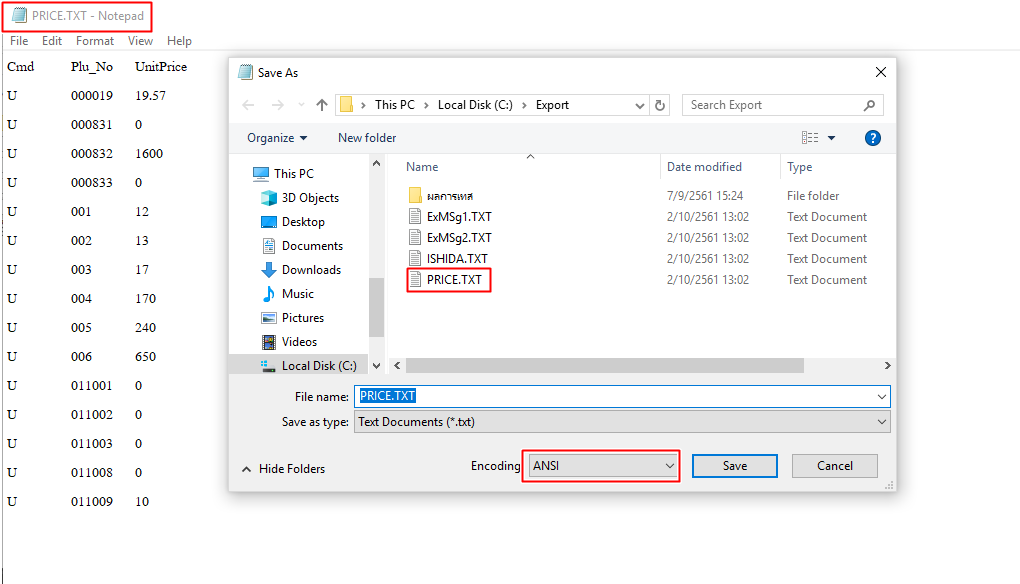 PRICE.TXT - Notepad
File Edit Format View Help
Cmd Plu_No UnitPrice
U 000019 19.57
U 000831 0
U 000832 1600
U 000833 0
U 001 12
U 002 13
U 003 17
U 004 170
U 005 240
U 006 650
U 011001 0
U 011002 0
U 011003 0
U 011008 0
U 011009 10
Save As
This PC › Local Disk (C:) › Export
Search Export
Organize New folder
?
This PC
3D Objects
Desktop
Documents
Downloads
Music
Pictures
Videos
Local Disk (C:)
Name Date modified Type
ผลการเทส 7/9/2561 15:24 File folder
ExMSg1.TXT 2/10/2561 13:02 Text Document
ExMSg2.TXT 2/10/2561 13:02 Text Document
ISHIDA.TXT 2/10/2561 13:02 Text Document
PRICE.TXT 2/10/2561 13:02 Text Document
File name: PRICE.TXT
Save as type: Text Documents (*.txt)
Hide Folders Encoding ANSI Save Cancel